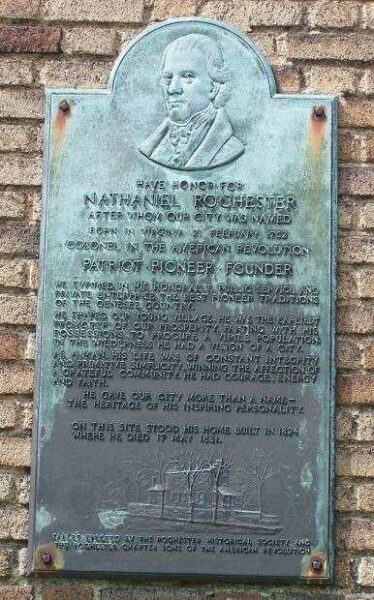 HAVE HONOR FOR
NATHANIEL ROCHESTER
AFTER WHOM OUR CITY WAS NAMED
BORN IN VIRGINIA 21 FEBRUARY 1752
COLONEL IN THE AMERICAN REVOLUTION
PATRIOT·PIONEER·FOUNDER
HE TYPIFIED IN HIS HONORABLE PUBLIC SERVICE AND
PRIVATE ENTERPRISE THE BEST PIONEER TRADITIONS
OF THE GENESEE COUNTRY.
HE SHAPED OUR YOUNG VILLAGE. HE WAS THE EARLIEST
PROMOTER OF OUR PROSPERITY, PARTING WITH HIS
POSSESSIONS TO PROCURE A POPULATION.
IN THE WILDERNESS HE HAD A VISION OF A CITY.
AS A MAN HIS LIFE WAS OF CONSTANT INTEGRITY
AND PRIMITIVE SIMPLICITY, WINNING THE AFFECTION OF
A GRATEFUL COMMUNITY. HE HAD COURAGE, ENERGY
AND FAITH.
HE GAVE OUR CITY MORE THAN A NAME—
THE HERITAGE OF HIS INSPIRING PERSONALITY.
ON THIS SITE STOOD HIS HOME BUILT IN 1824
WHERE HE DIED 17 MAY 1831.
TABLET ERECTED BY THE ROCHESTER HISTORICAL SOCIETY AND
THE ROCHESTER CHAPTER SONS OF THE AMERICAN REVOLUTION